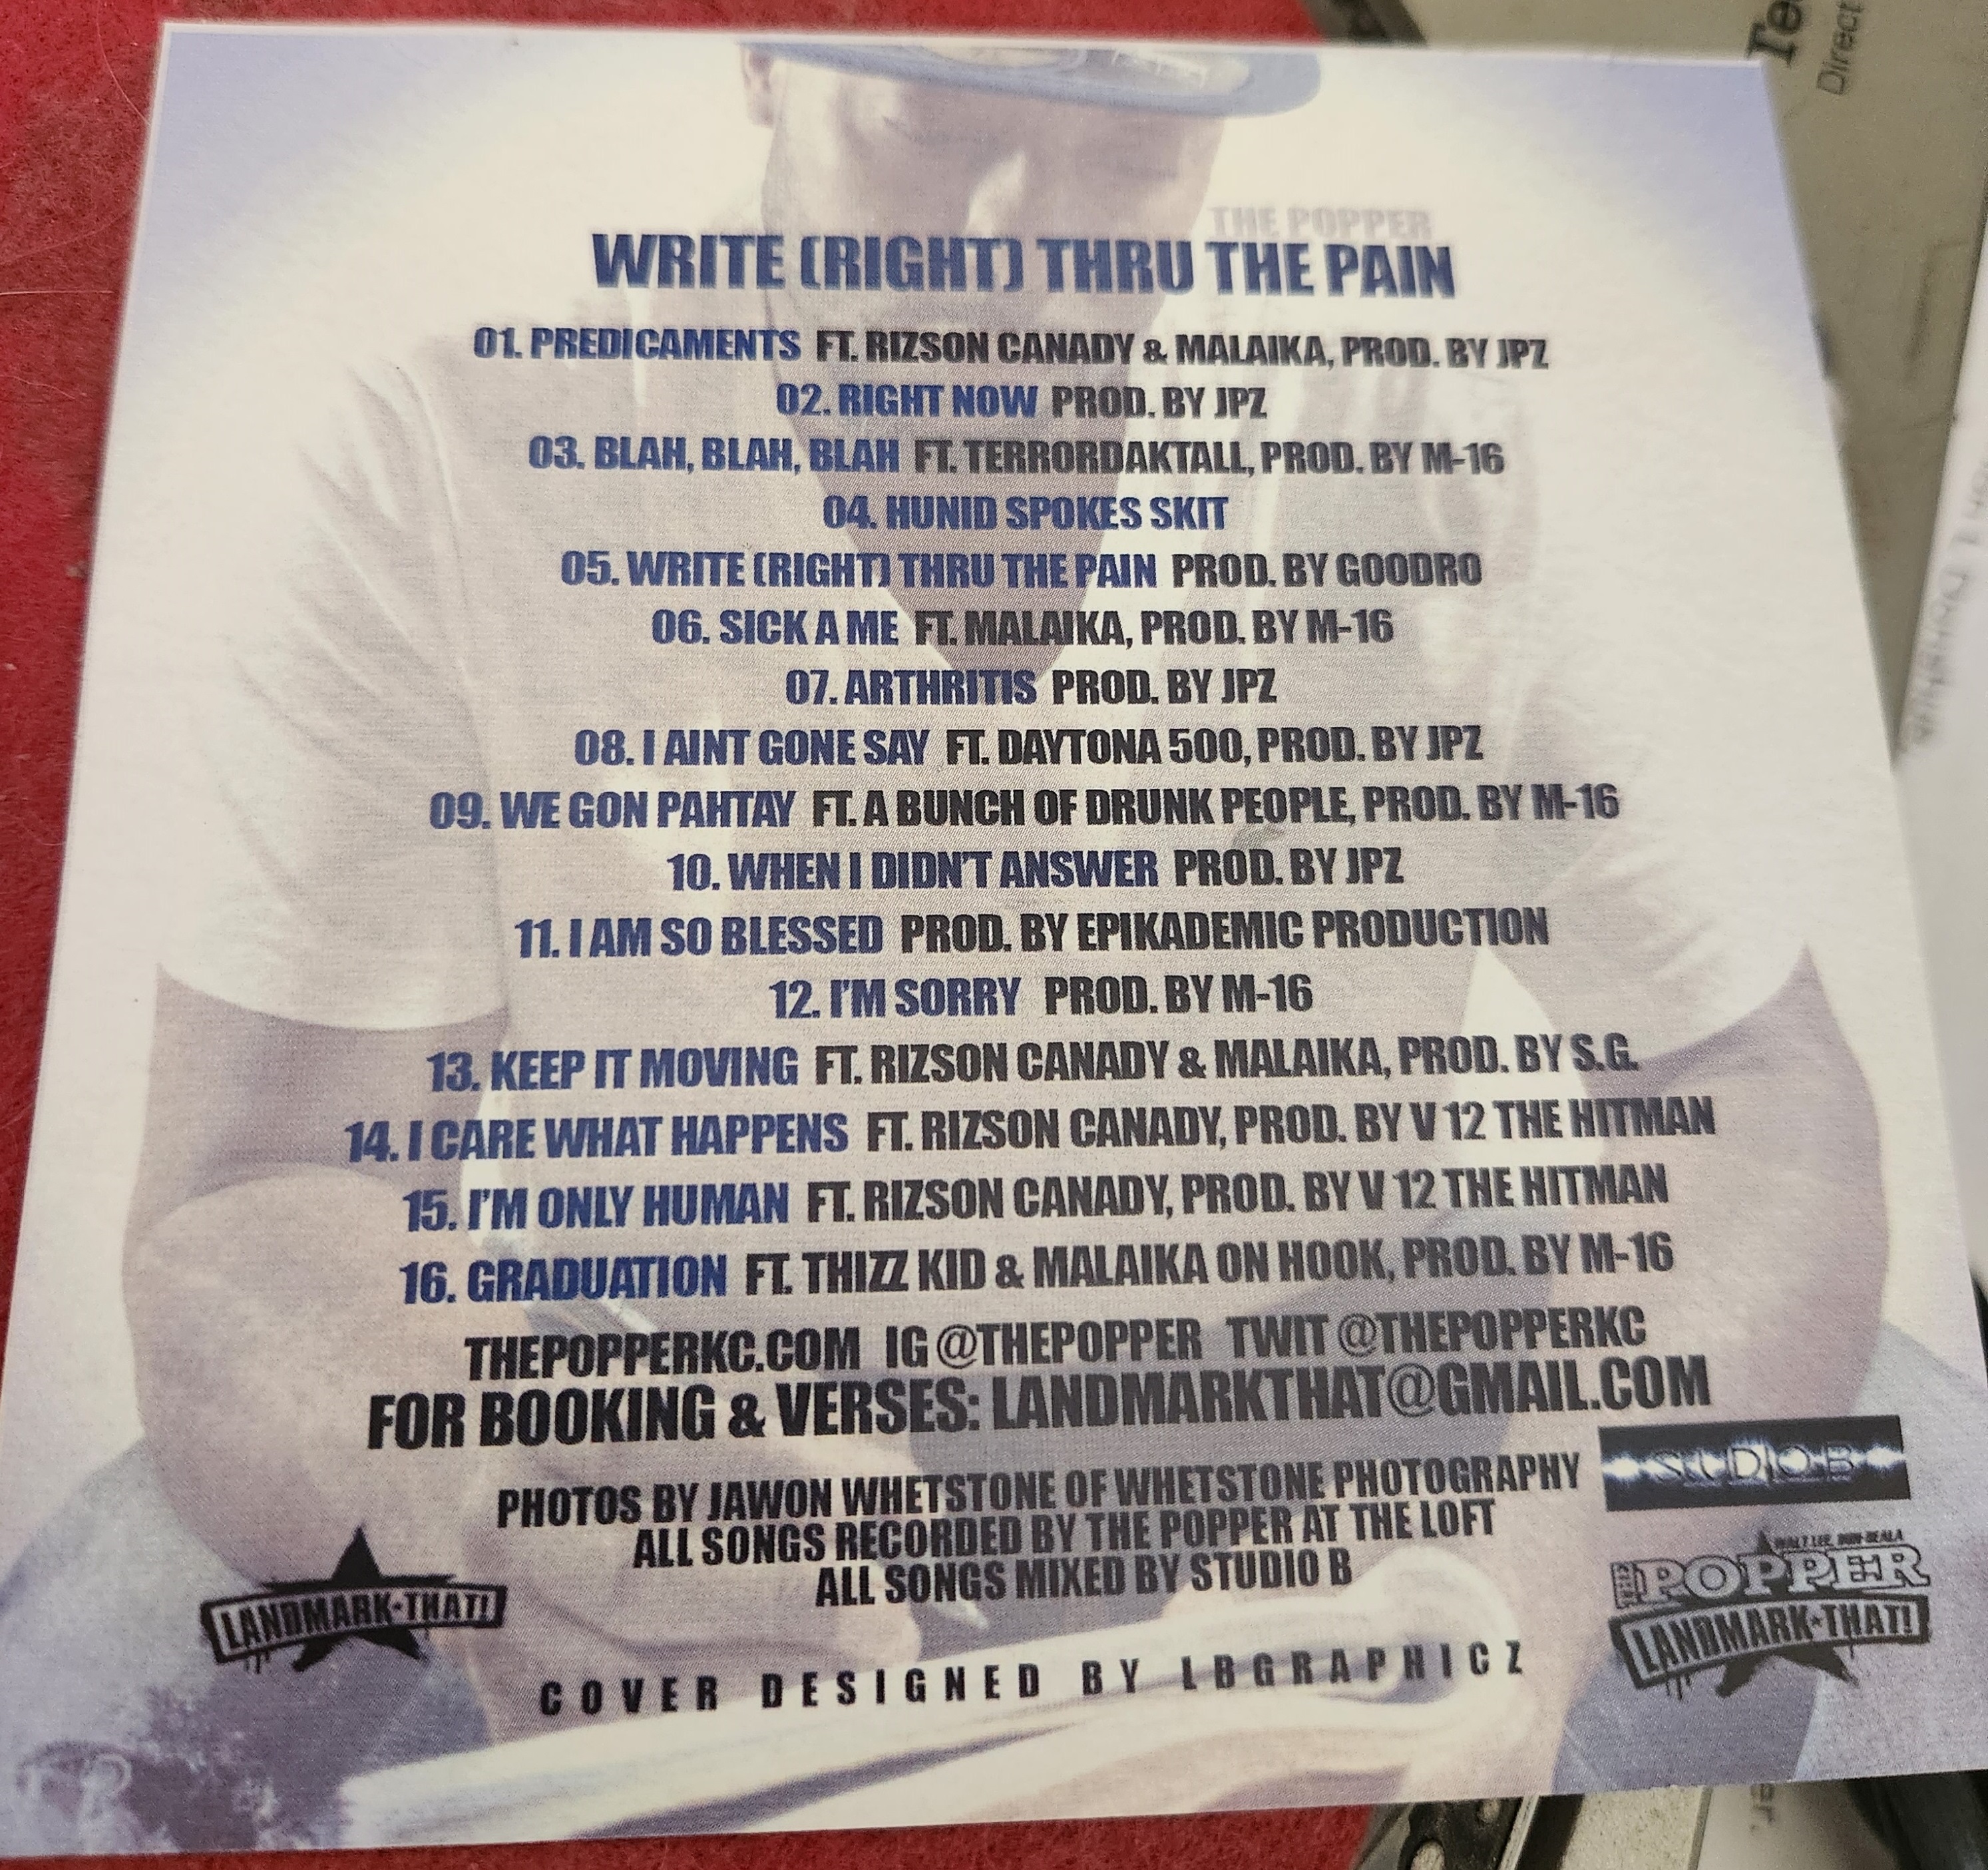 THE POPPER
WRITE (RIGHT) THRU THE PAIN
01. PREDICAMENTS FT. RIZSON CANADY & MALAIKA, PROD. BY JPZ
02. RIGHT NOW PROD. BY JPZ
03. BLAH, BLAH, BLAH FT. TERRORDAKTALL, PROD. BY M-16
04. HUNID SPOKES SKIT
05. WRITE (RIGHT) THRU THE PAIN PROD. BY GOODRO
06. SICK A ME FT. MALAIKA, PROD. BY M-16
07. ARTHRITIS PROD. BY JPZ
08. I AINT GONE SAY FT. DAYTONA 500, PROD. BY JPZ
09. WE GON PAHTAY FT. A BUNCH OF DRUNK PEOPLE, PROD. BY M-16
10. WHEN I DIDN'T ANSWER PROD. BY JPZ
11. I AM SO BLESSED PROD. BY EPIKADEMIC PRODUCTION
12. I'M SORRY PROD. BY M-16
13. KEEP IT MOVING FT. RIZSON CANADY & MALAIKA, PROD. BY S.G.
14. I CARE WHAT HAPPENS FT. RIZSON CANADY, PROD. BY V 12 THE HITMAN
15. I'M ONLY HUMAN FT. RIZSON CANADY, PROD. BY V 12 THE HITMAN
16. GRADUATION FT. THIZZ KID & MALAIKA ON HOOK, PROD. BY M-16
THEPOPPERKC.COM IG @THEPOPPER TWIT @THEPOPPERKC
FOR BOOKING & VERSES: LANDMARKTHAT@GMAIL.COM
PHOTOS BY JAWON WHETSTONE OF WHETSTONE PHOTOGRAPHY
ALL SONGS RECORDED BY THE POPPER AT THE LOFT
ALL SONGS MIXED BY STUDIO B
STUDIO B
LANDMARK THAT!
THE POPPER
LANDMARK THAT!
COVER DESIGNED BY LBGRAPHICZ
Direct